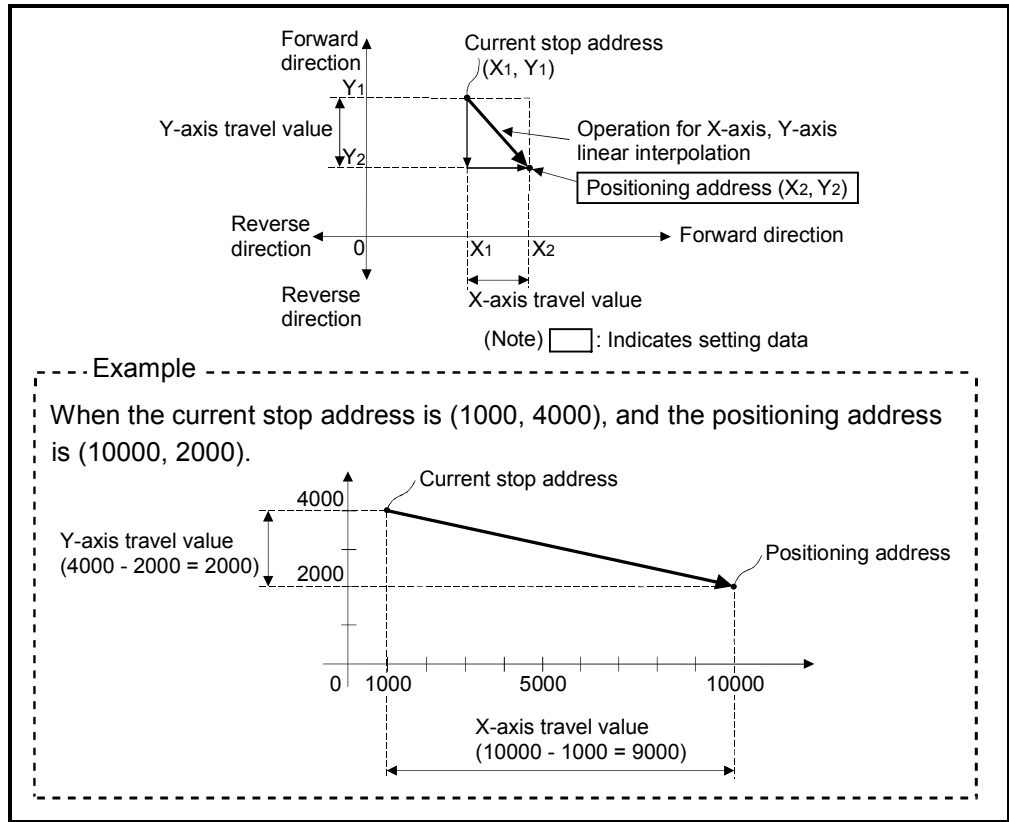 Forward
direction
Current stop address
(X1, Y1)
Y1
Y-axis travel value
Operation for X-axis, Y-axis
linear interpolation
Y2
Positioning address (X2, Y2)
Reverse
direction
0
X1
X2
Forward direction
Reverse
direction
X-axis travel value
(Note) : Indicates setting data
Example
When the current stop address is (1000, 4000), and the positioning address
is (10000, 2000).
Current stop address
4000
Y-axis travel value
(4000 - 2000 = 2000)
Positioning address
2000
0 1000 5000 10000
X-axis travel value
(10000 - 1000 = 9000)